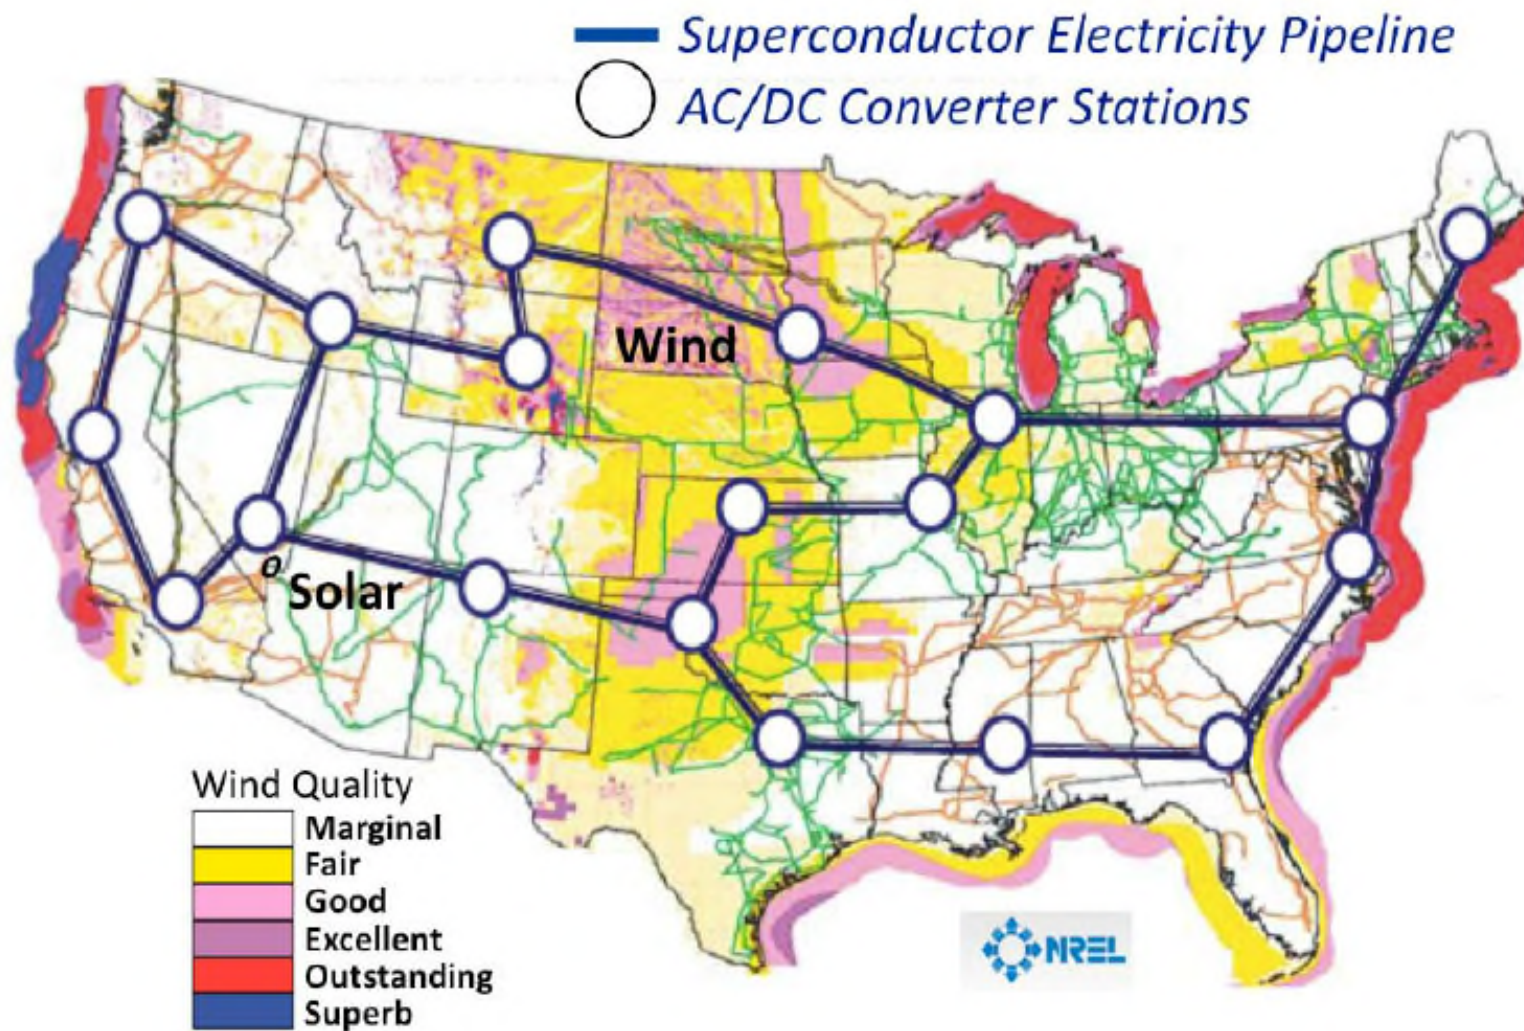 Superconductor Electricity Pipeline
AC/DC Converter Stations
Wind
Solar
Wind Quality
Marginal
Fair
Good
Excellent
Outstanding
Superb
NREL